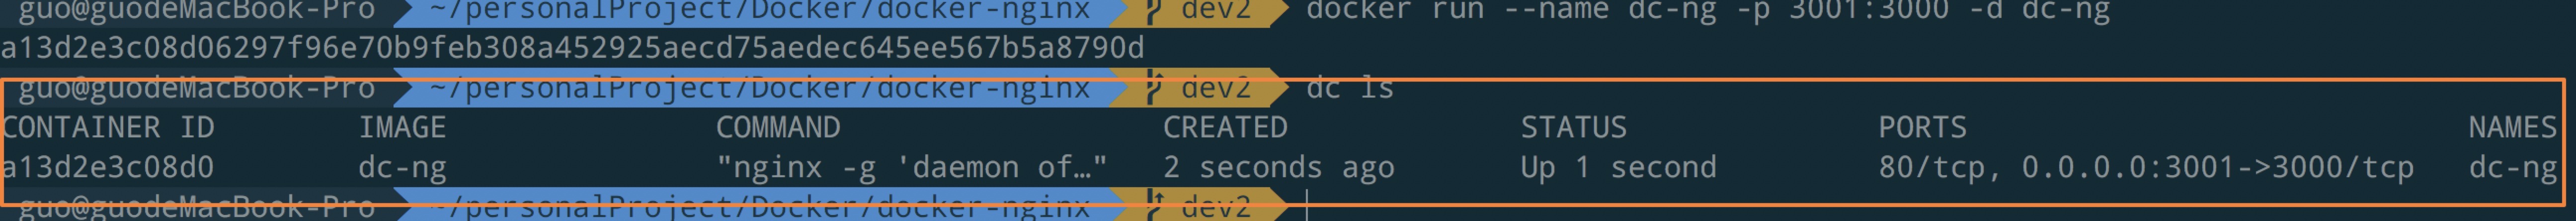 guo@guodeMacBook-Pro ~/personalProject/Docker/docker-nginx dev2 docker run --name dc-ng -p 3001:3000 -d dc-ng
a13d2e3c08d06297f96e70b9feb308a452925aecd75aedec645ee567b5a8790d
guo@guodeMacBook-Pro ~/personalProject/Docker/docker-nginx dev2 dc ls
CONTAINER ID IMAGE COMMAND CREATED STATUS PORTS NAMES
a13d2e3c08d0 dc-ng "nginx -g 'daemon of…" 2 seconds ago Up 1 second 80/tcp, 0.0.0.0:3001->3000/tcp dc-ng
guo@guodeMacBook-Pro ~/personalProject/Docker/docker-nginx dev2